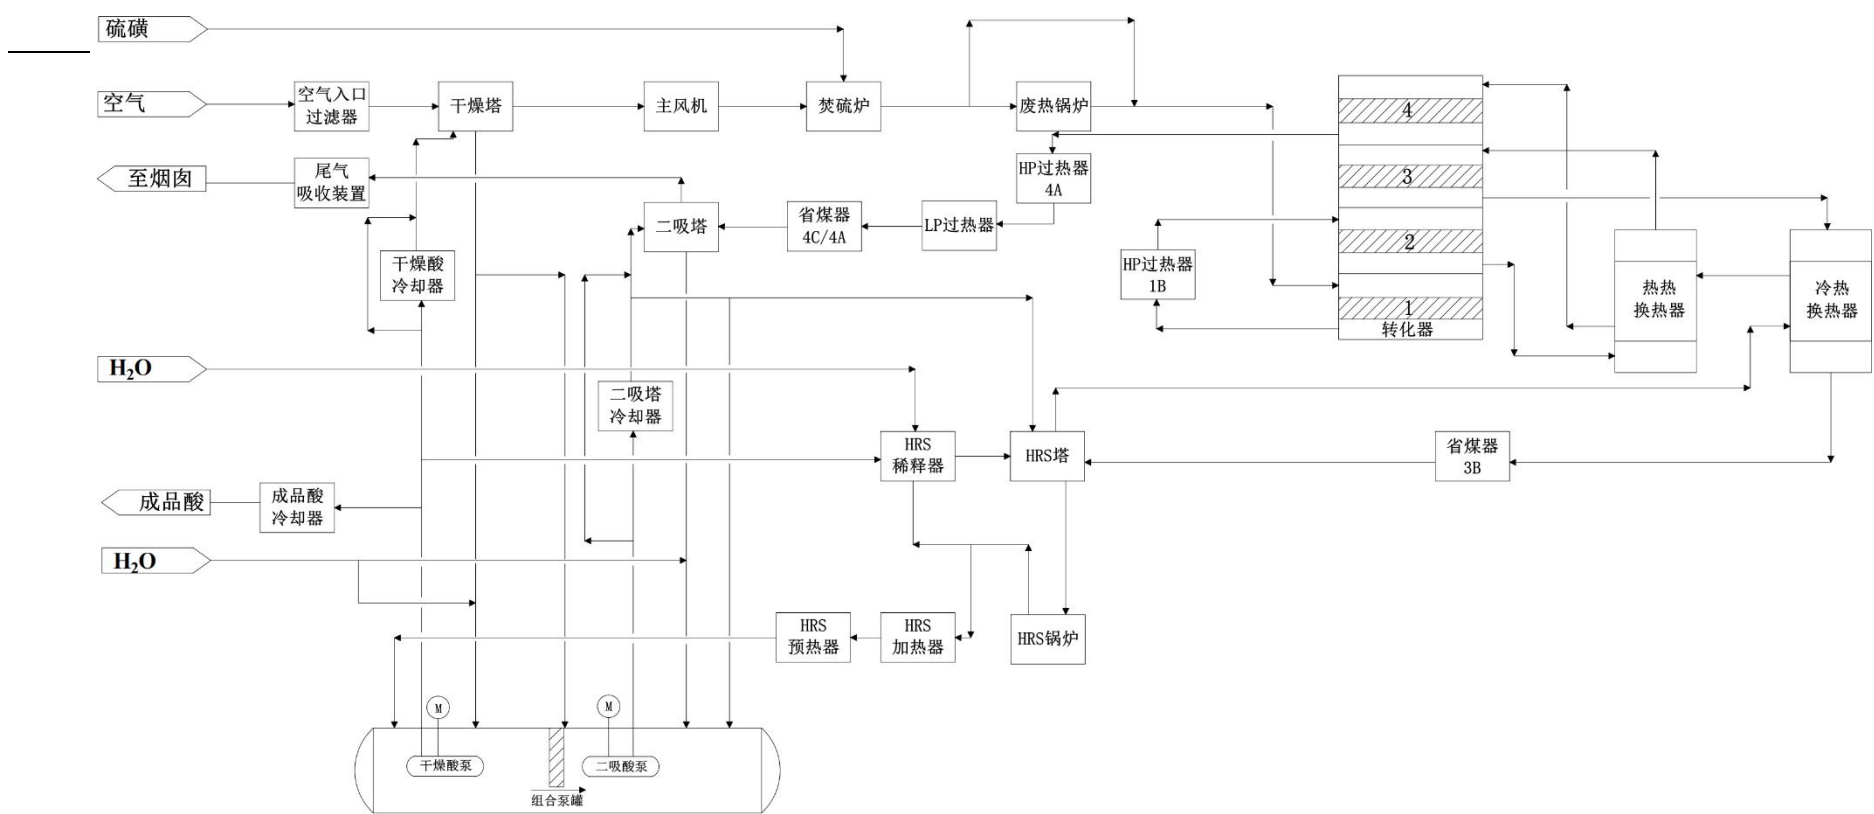 硫磺
空气
空气入口
过滤器
干燥塔
主风机
焚硫炉
废热锅炉
4
3
2
1
转化器
至烟囱
尾气
吸收装置
二吸塔
省煤器
4C/4A
LP过热器
HP过热器
4A
HP过热器
1B
热热
换热器
冷热
换热器
干燥酸
冷却器
H₂O
二吸塔
冷却器
HRS
稀释器
HRS塔
省煤器
3B
成品酸
成品酸
冷却器
H₂O
HRS
预热器
HRS
加热器
HRS锅炉
M
M
干燥酸泵
二吸酸泵
组合泵罐